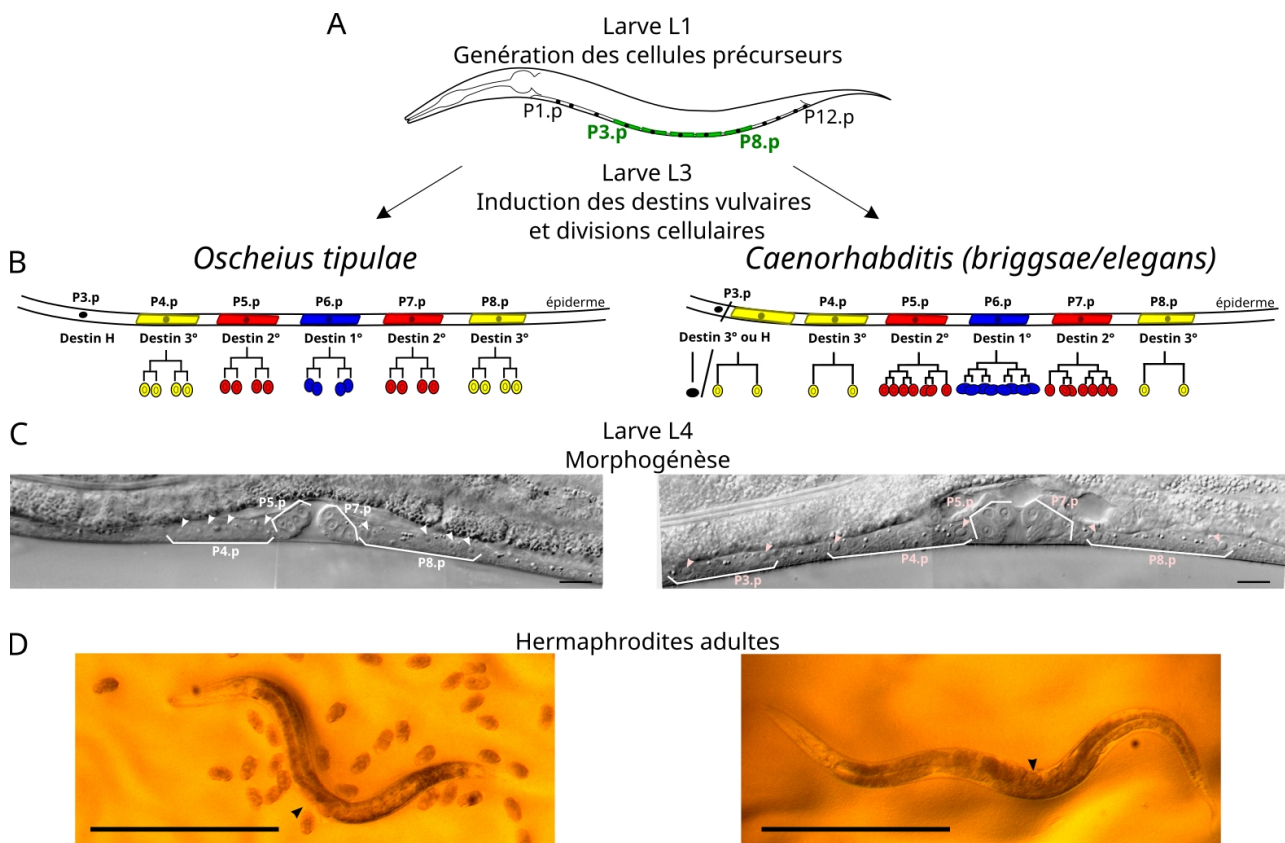 A
Larve L1
Genération des cellules précurseurs
P1.p
P12.p
P3.p
P8.p
Larve L3
Induction des destins vulvaires
et divisions cellulaires
B
Oscheius tipulae
Caenorhabditis (briggsae/elegans)
P3.p P4.p P5.p P6.p P7.p P8.p épiderme
Destin H Destin 3° Destin 2° Destin 1° Destin 2° Destin 3°
P3.p P4.p P5.p P6.p P7.p P8.p épiderme
Destin 3° ou H Destin 3° Destin 2° Destin 1° Destin 2° Destin 3°
C
Larve L4
Morphogénèse
P5.p P7.p
P4.p P8.p
P5.p P7.p
P3.p P4.p P8.p
D
Hermaphrodites adultes